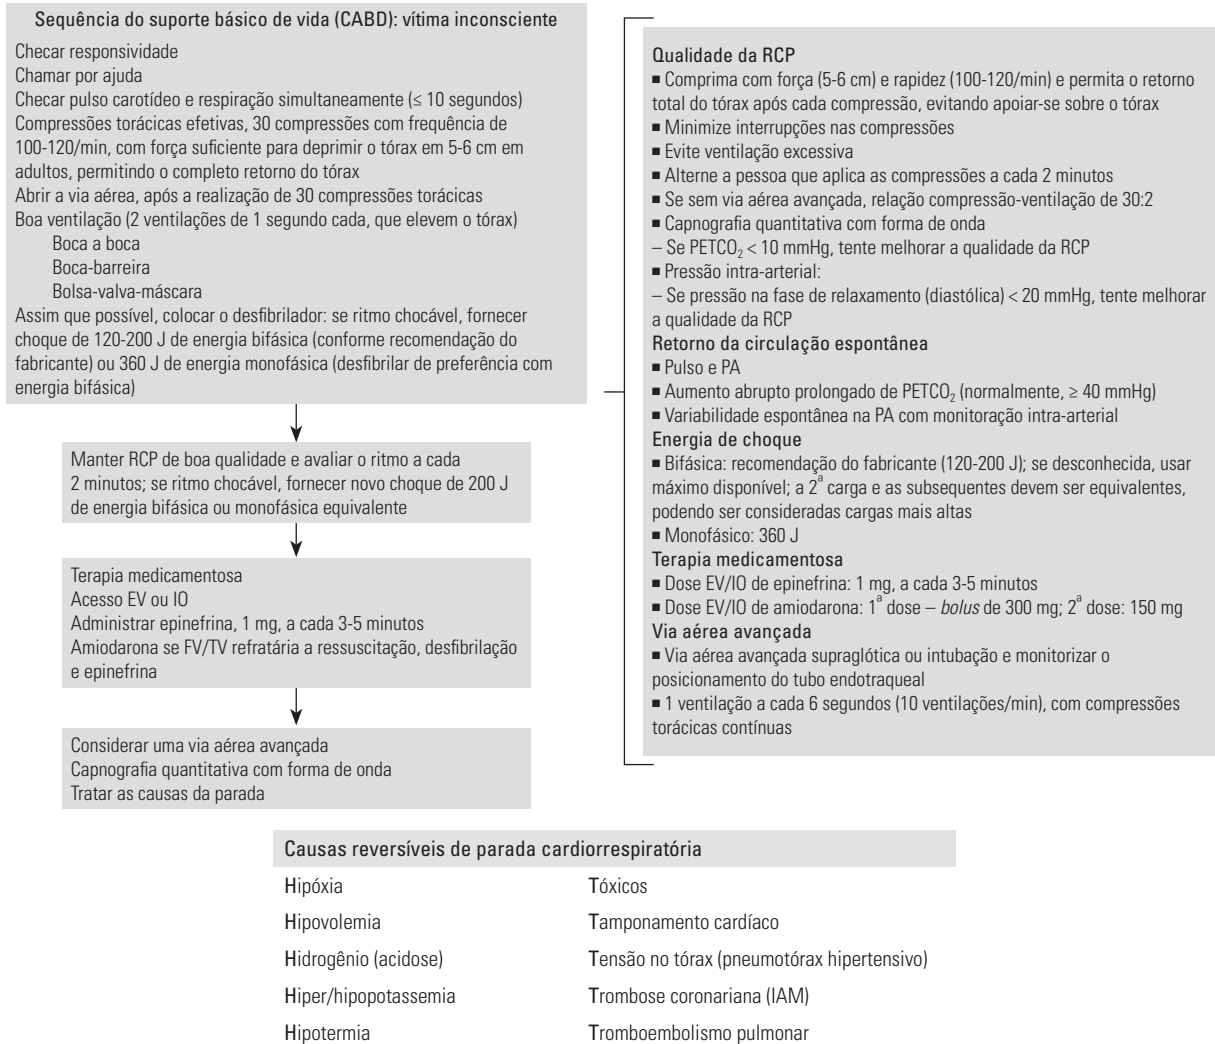 Sequência do suporte básico de vida (CABD): vítima inconsciente
Checar responsividade
Chamar por ajuda
Checar pulso carotídeo e respiração simultaneamente (≤ 10 segundos)
Compressões torácicas efetivas, 30 compressões com frequência de
100-120/min, com força suficiente para deprimir o tórax em 5-6 cm em
adultos, permitindo o completo retorno do tórax
Abrir a via aérea, após a realização de 30 compressões torácicas
Boa ventilação (2 ventilações de 1 segundo cada, que elevem o tórax)
Boca a boca
Boca-barreira
Bolsa-valva-máscara
Assim que possível, colocar o desfibrilador: se ritmo chocável, fornecer
choque de 120-200 J de energia bifásica (conforme recomendação do
fabricante) ou 360 J de energia monofásica (desfibrilar de preferência com
energia bifásica)
Manter RCP de boa qualidade e avaliar o ritmo a cada
2 minutos; se ritmo chocável, fornecer novo choque de 200 J
de energia bifásica ou monofásica equivalente
Terapia medicamentosa
Acesso EV ou IO
Administrar epinefrina, 1 mg, a cada 3-5 minutos
Amiodarona se FV/TV refratária a ressuscitação, desfibrilação
e epinefrina
Considerar uma via aérea avançada
Capnografia quantitativa com forma de onda
Tratar as causas da parada
Qualidade da RCP
■ Comprima com força (5-6 cm) e rapidez (100-120/min) e permita o retorno
total do tórax após cada compressão, evitando apoiar-se sobre o tórax
■ Minimize interrupções nas compressões
■ Evite ventilação excessiva
■ Alterne a pessoa que aplica as compressões a cada 2 minutos
■ Se sem via aérea avançada, relação compressão-ventilação de 30:2
■ Capnografia quantitativa com forma de onda
– Se PETCO₂ < 10 mmHg, tente melhorar a qualidade da RCP
■ Pressão intra-arterial:
– Se pressão na fase de relaxamento (diastólica) < 20 mmHg, tente melhorar
a qualidade da RCP
Retorno da circulação espontânea
■ Pulso e PA
■ Aumento abrupto prolongado de PETCO₂ (normalmente, ≥ 40 mmHg)
■ Variabilidade espontânea na PA com monitoração intra-arterial
Energia de choque
■ Bifásica: recomendação do fabricante (120-200 J); se desconhecida, usar
máximo disponível; a 2ª carga e as subsequentes devem ser equivalentes,
podendo ser consideradas cargas mais altas
■ Monofásico: 360 J
Terapia medicamentosa
■ Dose EV/IO de epinefrina: 1 mg, a cada 3-5 minutos
■ Dose EV/IO de amiodarona: 1ª dose – bolus de 300 mg; 2ª dose: 150 mg
Via aérea avançada
■ Via aérea avançada supraglótica ou intubação e monitorizar o
posicionamento do tubo endotraqueal
■ 1 ventilação a cada 6 segundos (10 ventilações/min), com compressões
torácicas contínuas
Causas reversíveis de parada cardiorrespiratória
Hipóxia Tóxicos
Hipovolemia Tamponamento cardíaco
Hidrogênio (acidose) Tensão no tórax (pneumotórax hipertensivo)
Hiper/hipopotassemia Trombose coronariana (IAM)
Hipotermia Tromboembolismo pulmonar